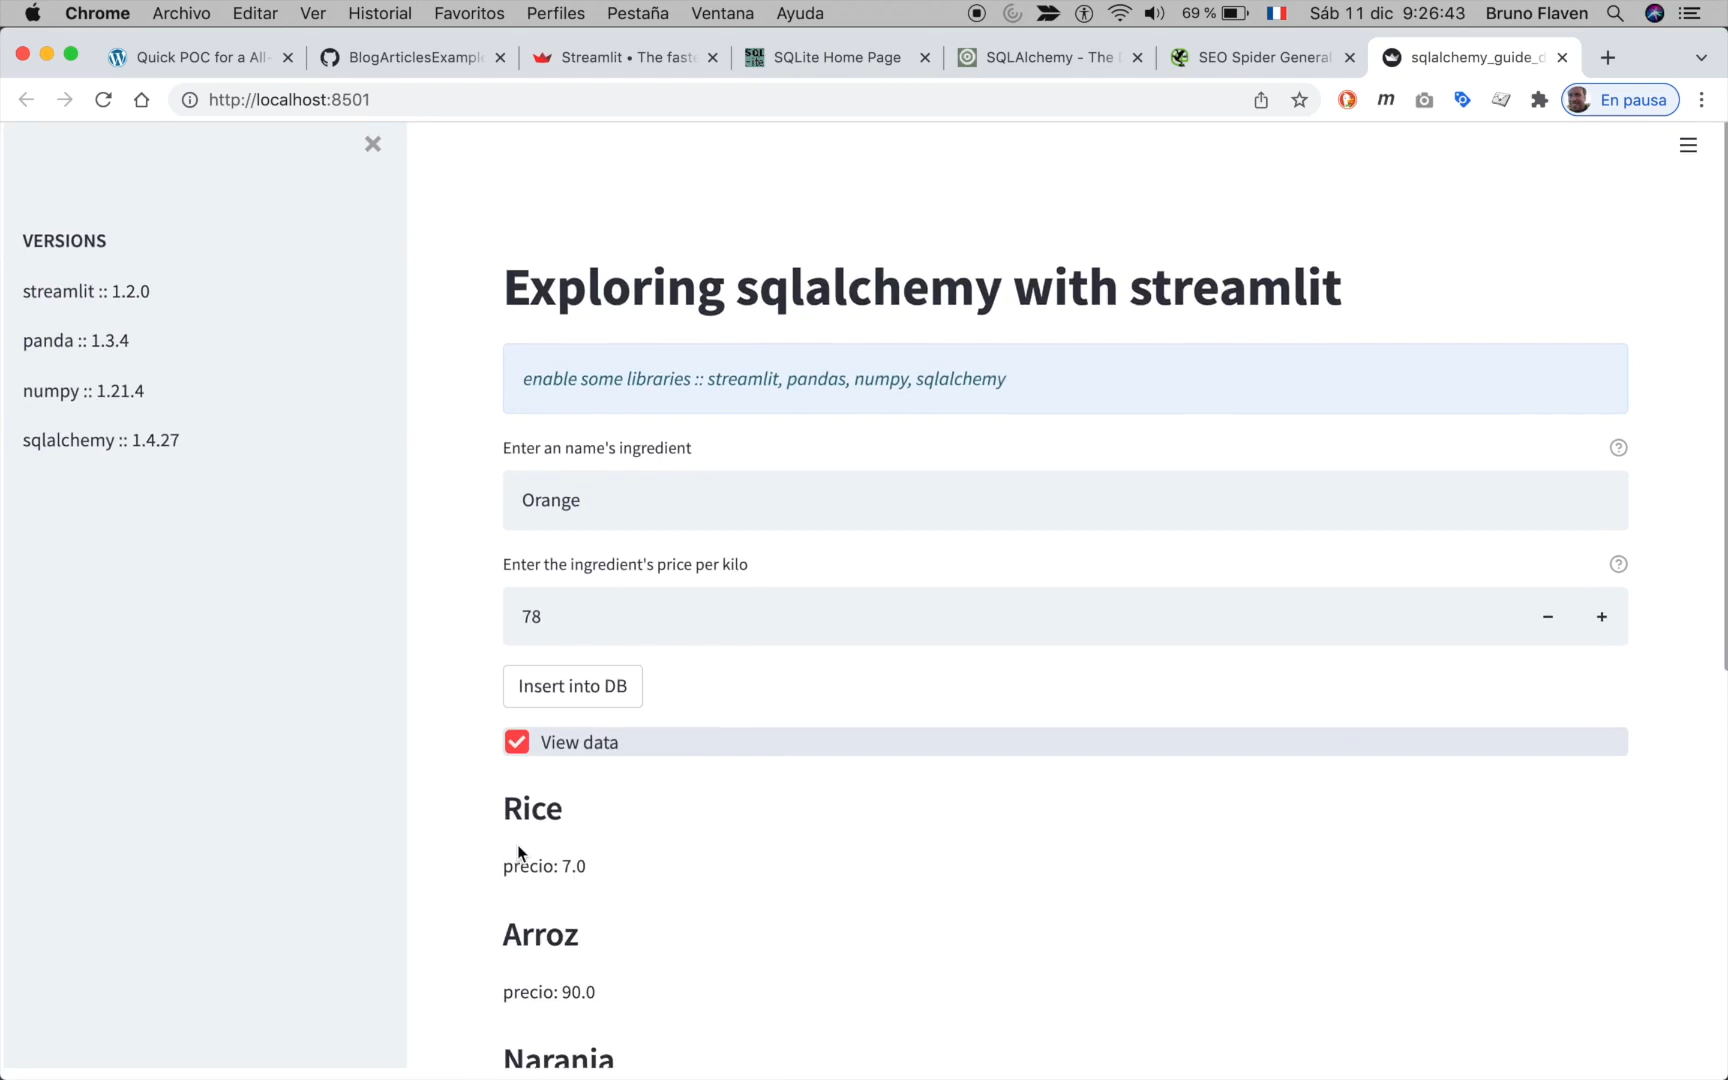 Chrome Archivo Editar Ver Historial Favoritos Perfiles Pestaña Ventana Ayuda 69 % Sáb 11 dic 9:26:43 Bruno Flaven
Quick POC for a All- BlogArticlesExample Streamlit • The faste SQLite Home Page SQLAlchemy - The D SEO Spider General sqlalchemy_guide_d
http://localhost:8501 m En pausa
VERSIONS
streamlit :: 1.2.0
panda :: 1.3.4
numpy :: 1.21.4
sqlalchemy :: 1.4.27
Exploring sqlalchemy with streamlit
enable some libraries :: streamlit, pandas, numpy, sqlalchemy
Enter an name's ingredient
Orange
Enter the ingredient's price per kilo
78
Insert into DB
View data
Rice
precio: 7.0
Arroz
precio: 90.0
Narania